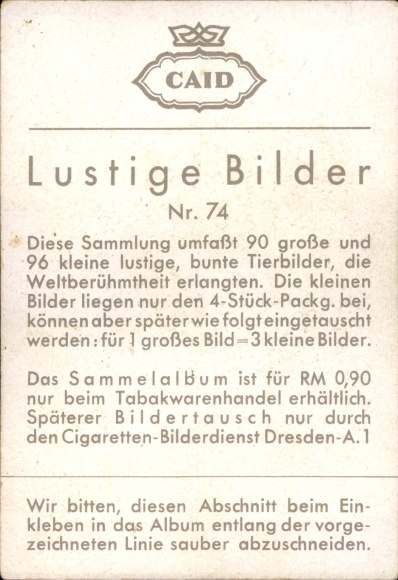 CAID
Lustige Bilder
Nr. 74
Diese Sammlung umfaßt 90 große und
96 kleine lustige, bunte Tierbilder, die
Weltberühmtheit erlangten. Die kleinen
Bilder liegen nur den 4-Stück-Packg. bei,
können aber später wie folgt eingetauscht
werden: für 1 großes Bild = 3 kleine Bilder.
Das Sammelalbum ist für RM 0,90
nur beim Tabakwarenhandel erhältlich.
Späterer Bildertausch nur durch
den Cigaretten-Bilderdienst Dresden-A. 1
Wir bitten, diesen Abschnitt beim Ein-
kleben in das Album entlang der vorge-
zeichneten Linie sauber abzuschneiden.